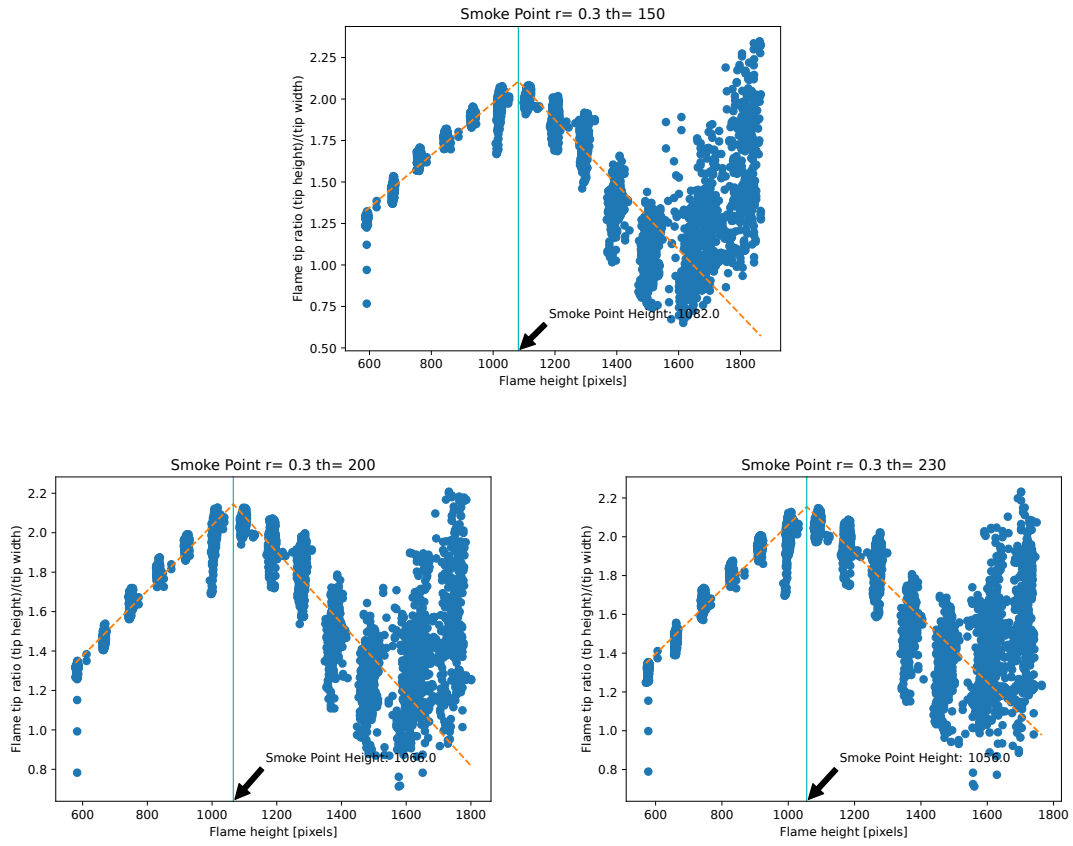 Smoke Point r= 0.3 th= 150
Flame tip ratio (tip height)/(tip width)
2.25
2.00
1.75
1.50
1.25
1.00
0.75
0.50
Smoke Point Height: 1082.0
600 800 1000 1200 1400 1600 1800
Flame height [pixels]
Smoke Point r= 0.3 th= 200
Flame tip ratio (tip height)/(tip width)
2.2
2.0
1.8
1.6
1.4
1.2
1.0
0.8
Smoke Point Height: 1066.0
600 800 1000 1200 1400 1600 1800
Flame height [pixels]
Smoke Point r= 0.3 th= 230
Flame tip ratio (tip height)/(tip width)
2.2
2.0
1.8
1.6
1.4
1.2
1.0
0.8
Smoke Point Height: 1056.0
600 800 1000 1200 1400 1600 1800
Flame height [pixels]